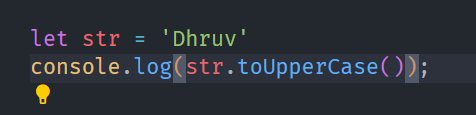 let str = 'Dhruv'
console.log(str.toUpperCase());